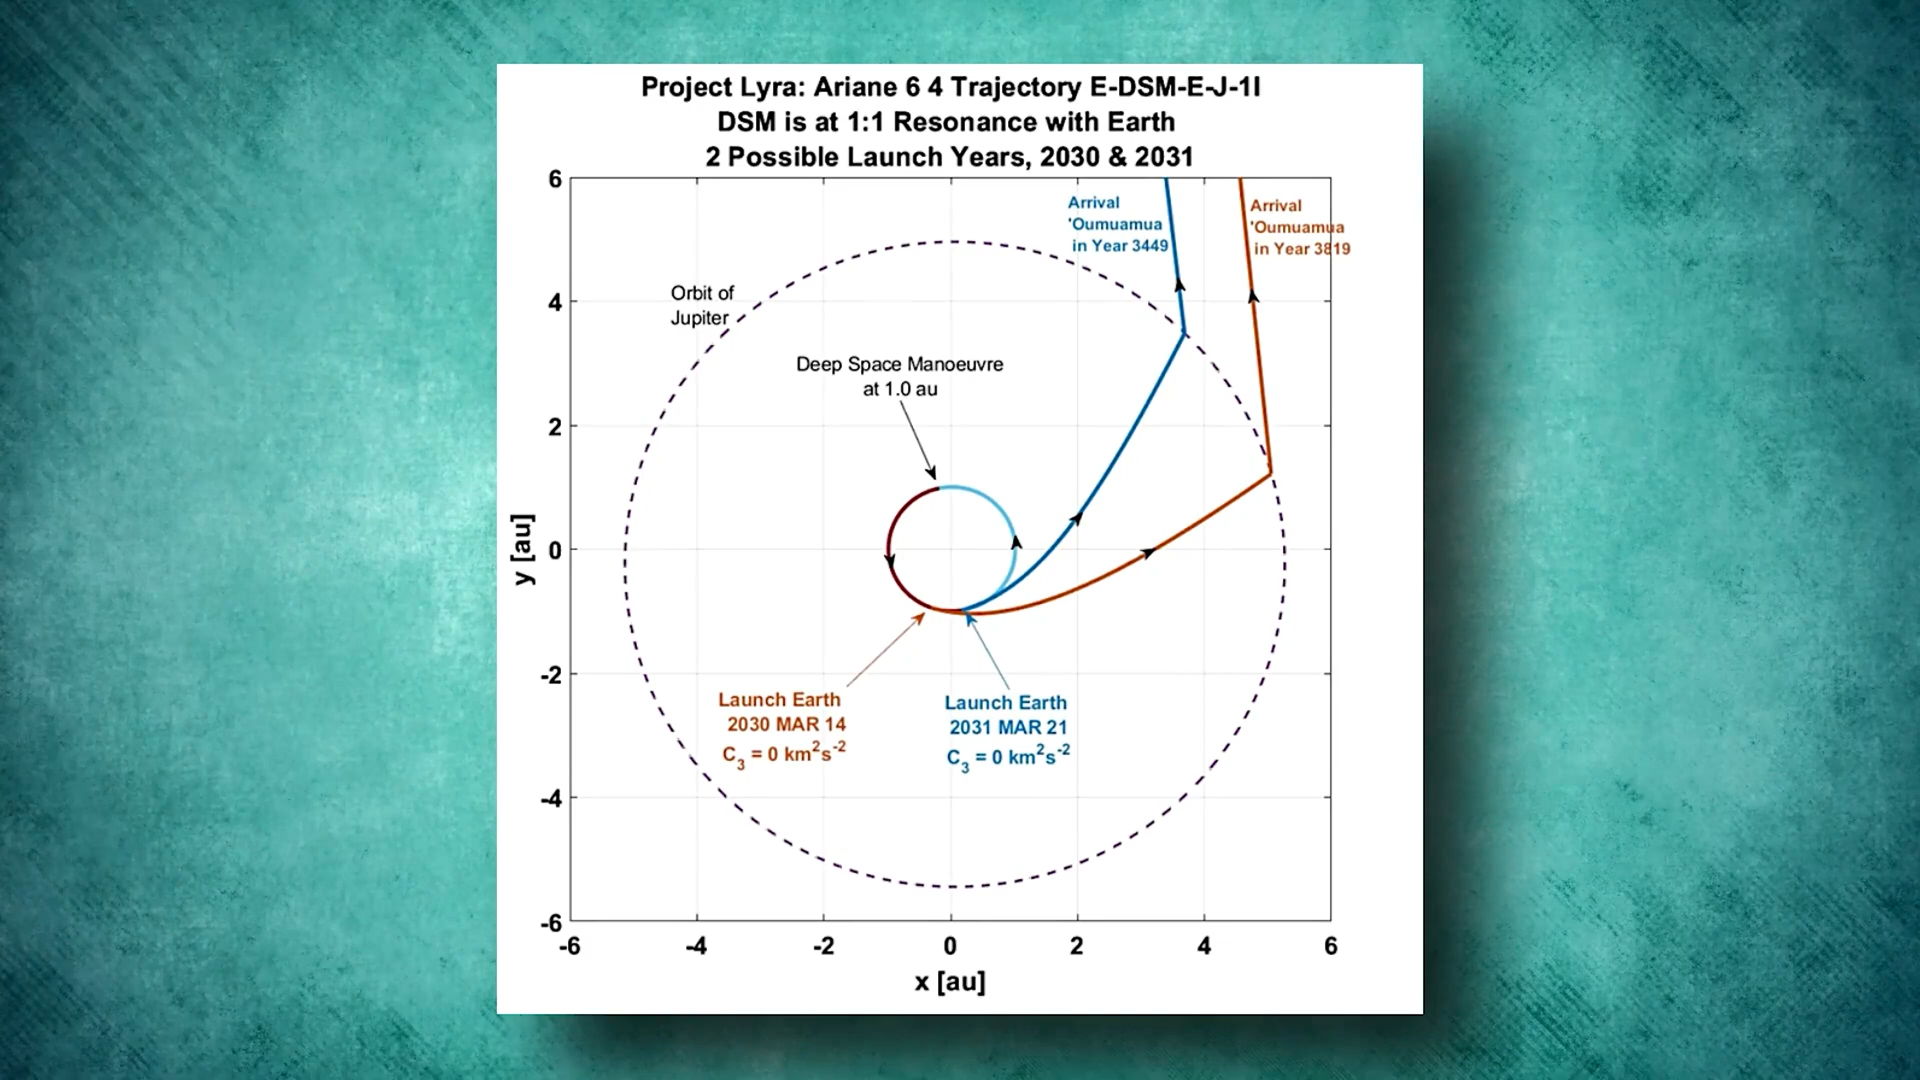 Project Lyra: Ariane 6 4 Trajectory E-DSM-E-J-1I
DSM is at 1:1 Resonance with Earth
2 Possible Launch Years, 2030 & 2031
Arrival
'Oumuamua
in Year 3449
Arrival
'Oumuamua
in Year 3819
Orbit of
Jupiter
Deep Space Manoeuvre
at 1.0 au
Launch Earth
2030 MAR 14
C₃ = 0 km²s⁻²
Launch Earth
2031 MAR 21
C₃ = 0 km²s⁻²
6
4
2
0
-2
-4
-6
y [au]
-6 -4 -2 0 2 4 6
x [au]